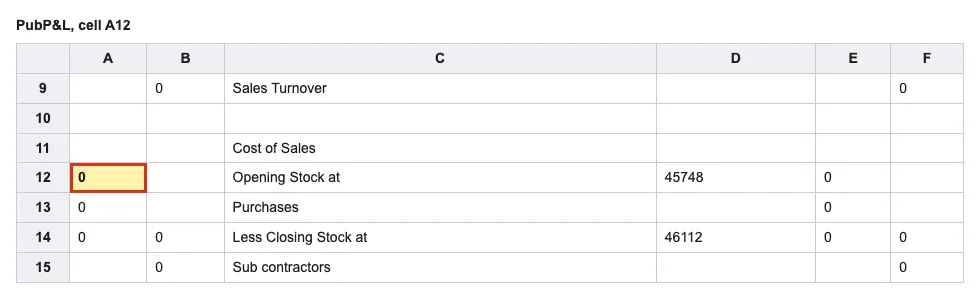 PubP&L, cell A12
A B C D E F
9 0 Sales Turnover 0
10
11 Cost of Sales
12 0 Opening Stock at 45748 0
13 0 Purchases 0
14 0 0 Less Closing Stock at 46112 0 0
15 0 Sub contractors 0